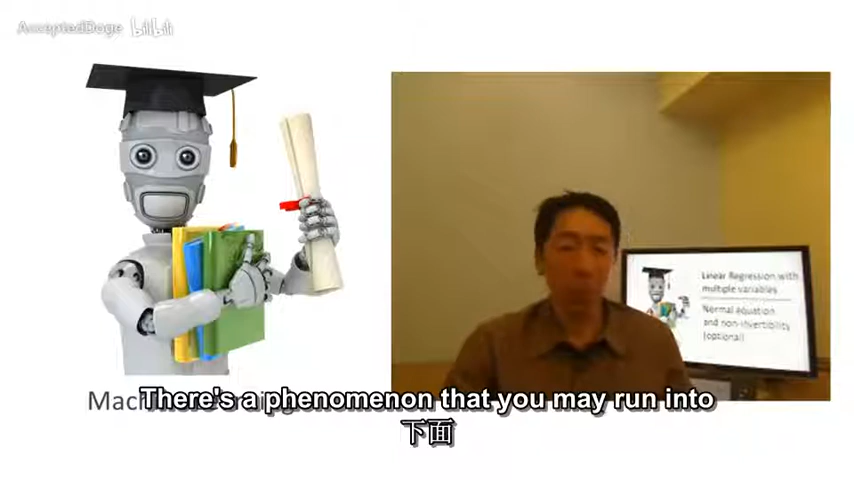 AcceptedDoge bilibili
Linear Regression with
multiple variables
Normal equation
and non-invertibility
(optional)
There's a phenomenon that you may run into
下面